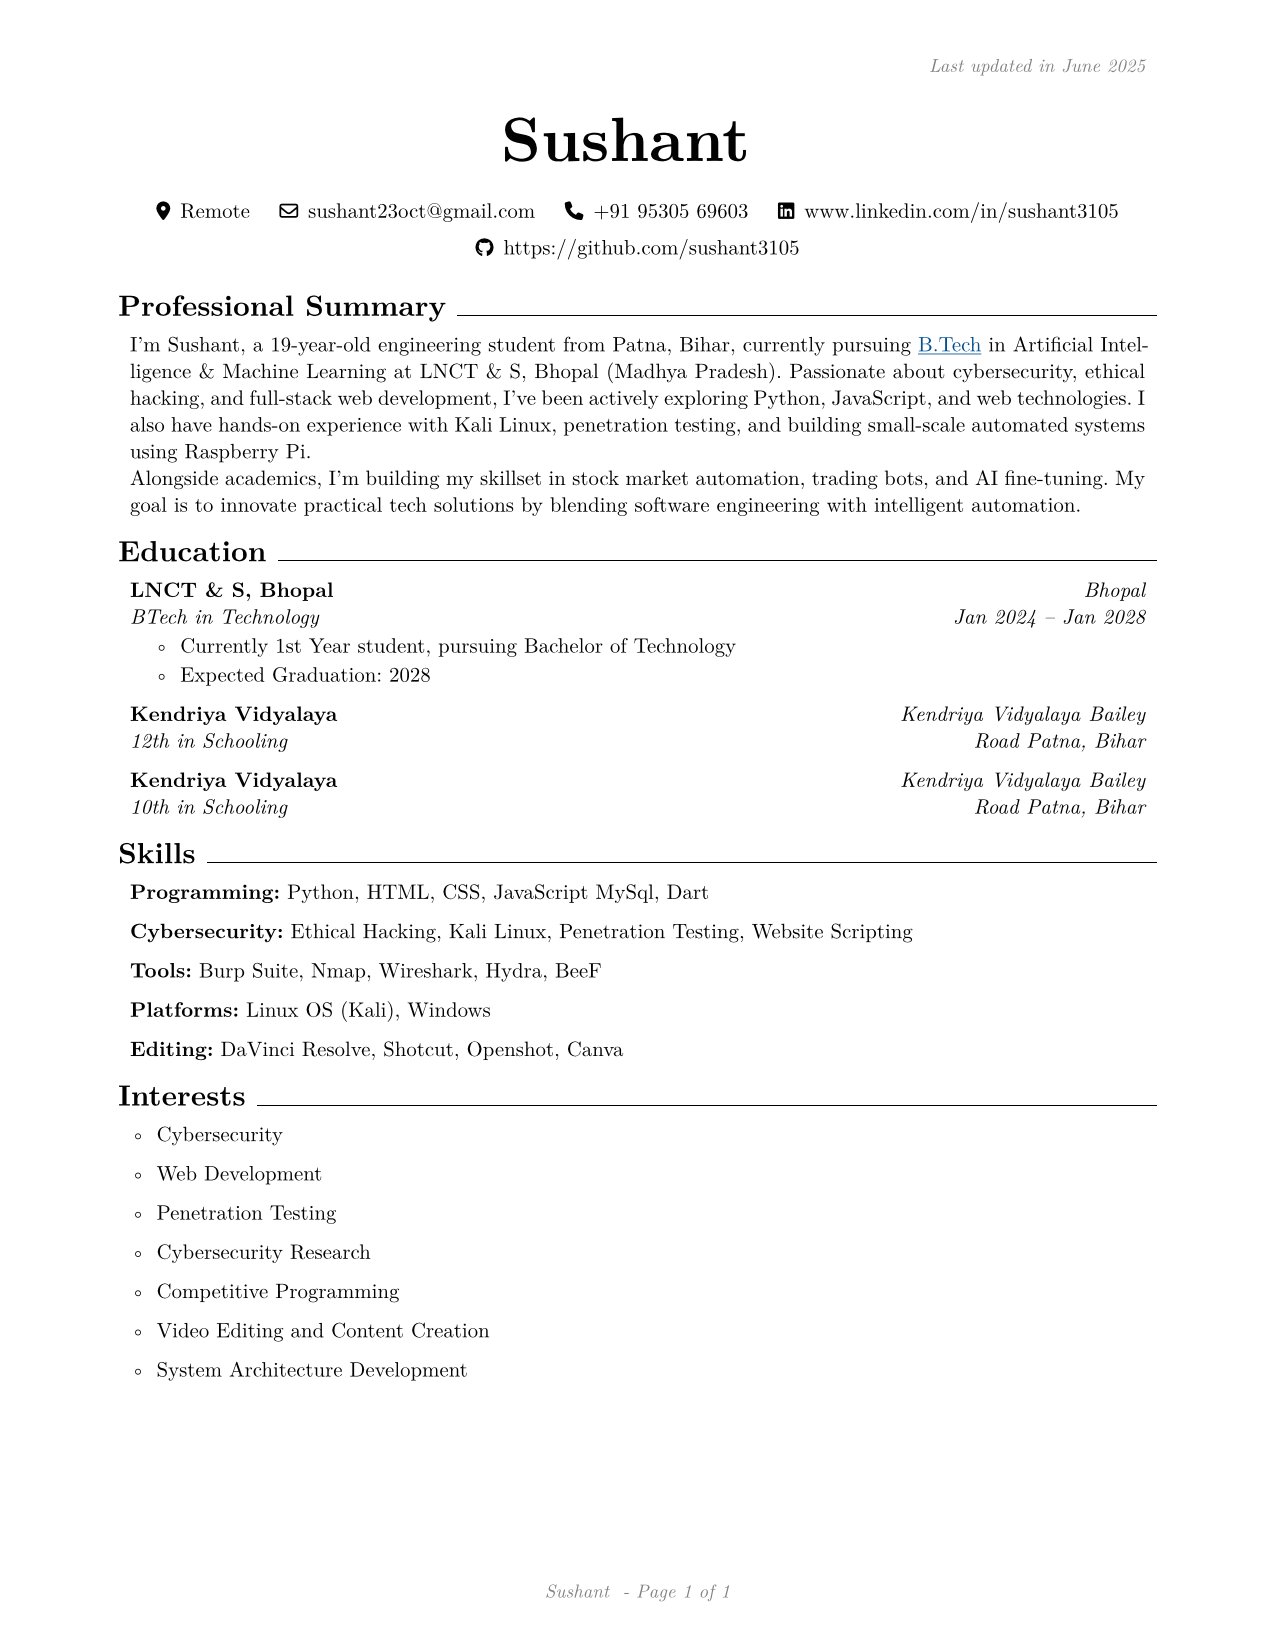 Last updated in June 2025
Sushant
Remote sushant23oct@gmail.com +91 95305 69603 www.linkedin.com/in/sushant3105
https://github.com/sushant3105
Professional Summary
I'm Sushant, a 19-year-old engineering student from Patna, Bihar, currently pursuing B.Tech in Artificial Intel-
ligence & Machine Learning at LNCT & S, Bhopal (Madhya Pradesh). Passionate about cybersecurity, ethical
hacking, and full-stack web development, I've been actively exploring Python, JavaScript, and web technologies. I
also have hands-on experience with Kali Linux, penetration testing, and building small-scale automated systems
using Raspberry Pi.
Alongside academics, I'm building my skillset in stock market automation, trading bots, and AI fine-tuning. My
goal is to innovate practical tech solutions by blending software engineering with intelligent automation.
Education
LNCT & S, Bhopal Bhopal
BTech in Technology Jan 2024 – Jan 2028
◦ Currently 1st Year student, pursuing Bachelor of Technology
◦ Expected Graduation: 2028
Kendriya Vidyalaya Kendriya Vidyalaya Bailey
12th in Schooling Road Patna, Bihar
Kendriya Vidyalaya Kendriya Vidyalaya Bailey
10th in Schooling Road Patna, Bihar
Skills
Programming: Python, HTML, CSS, JavaScript MySql, Dart
Cybersecurity: Ethical Hacking, Kali Linux, Penetration Testing, Website Scripting
Tools: Burp Suite, Nmap, Wireshark, Hydra, BeeF
Platforms: Linux OS (Kali), Windows
Editing: DaVinci Resolve, Shotcut, Openshot, Canva
Interests
◦ Cybersecurity
◦ Web Development
◦ Penetration Testing
◦ Cybersecurity Research
◦ Competitive Programming
◦ Video Editing and Content Creation
◦ System Architecture Development
Sushant - Page 1 of 1